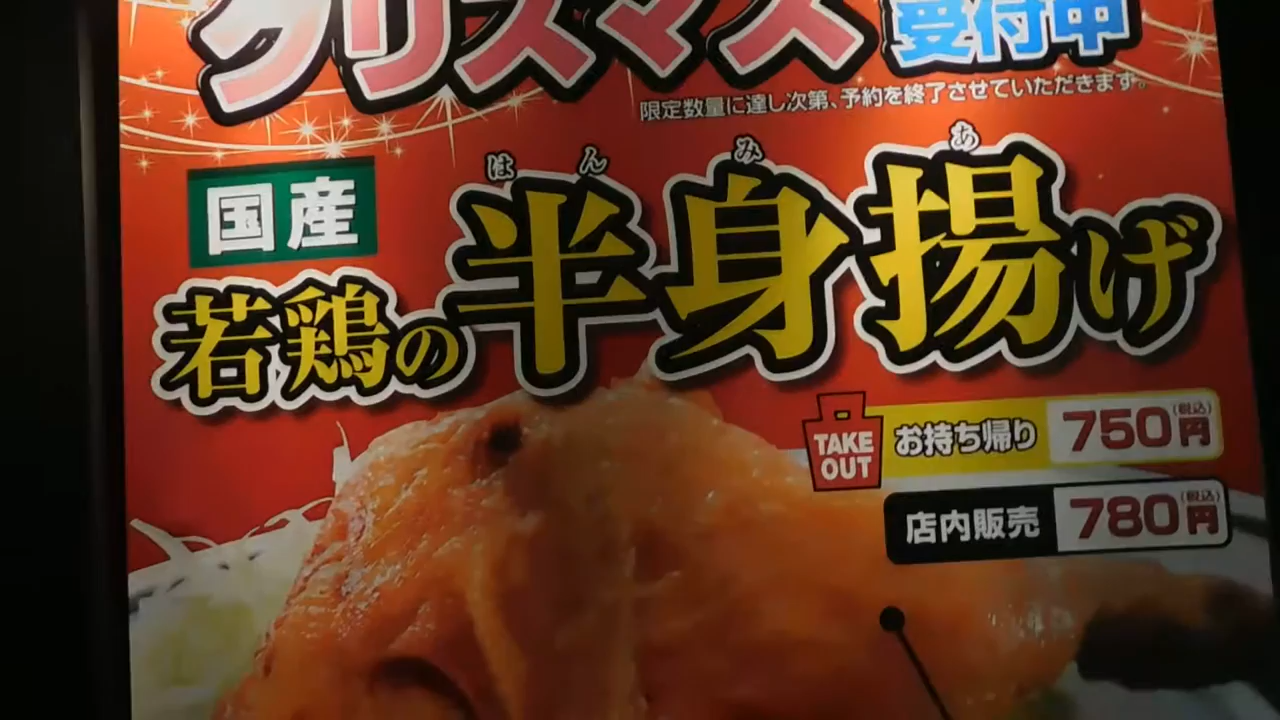 クリスマス 受付中
限定数量に達し次第、予約を終了させていただきます。
国産
はん み あ
若鶏の半身揚げ
TAKE OUT お持ち帰り 750円(税込)
店内販売 780円(税込)